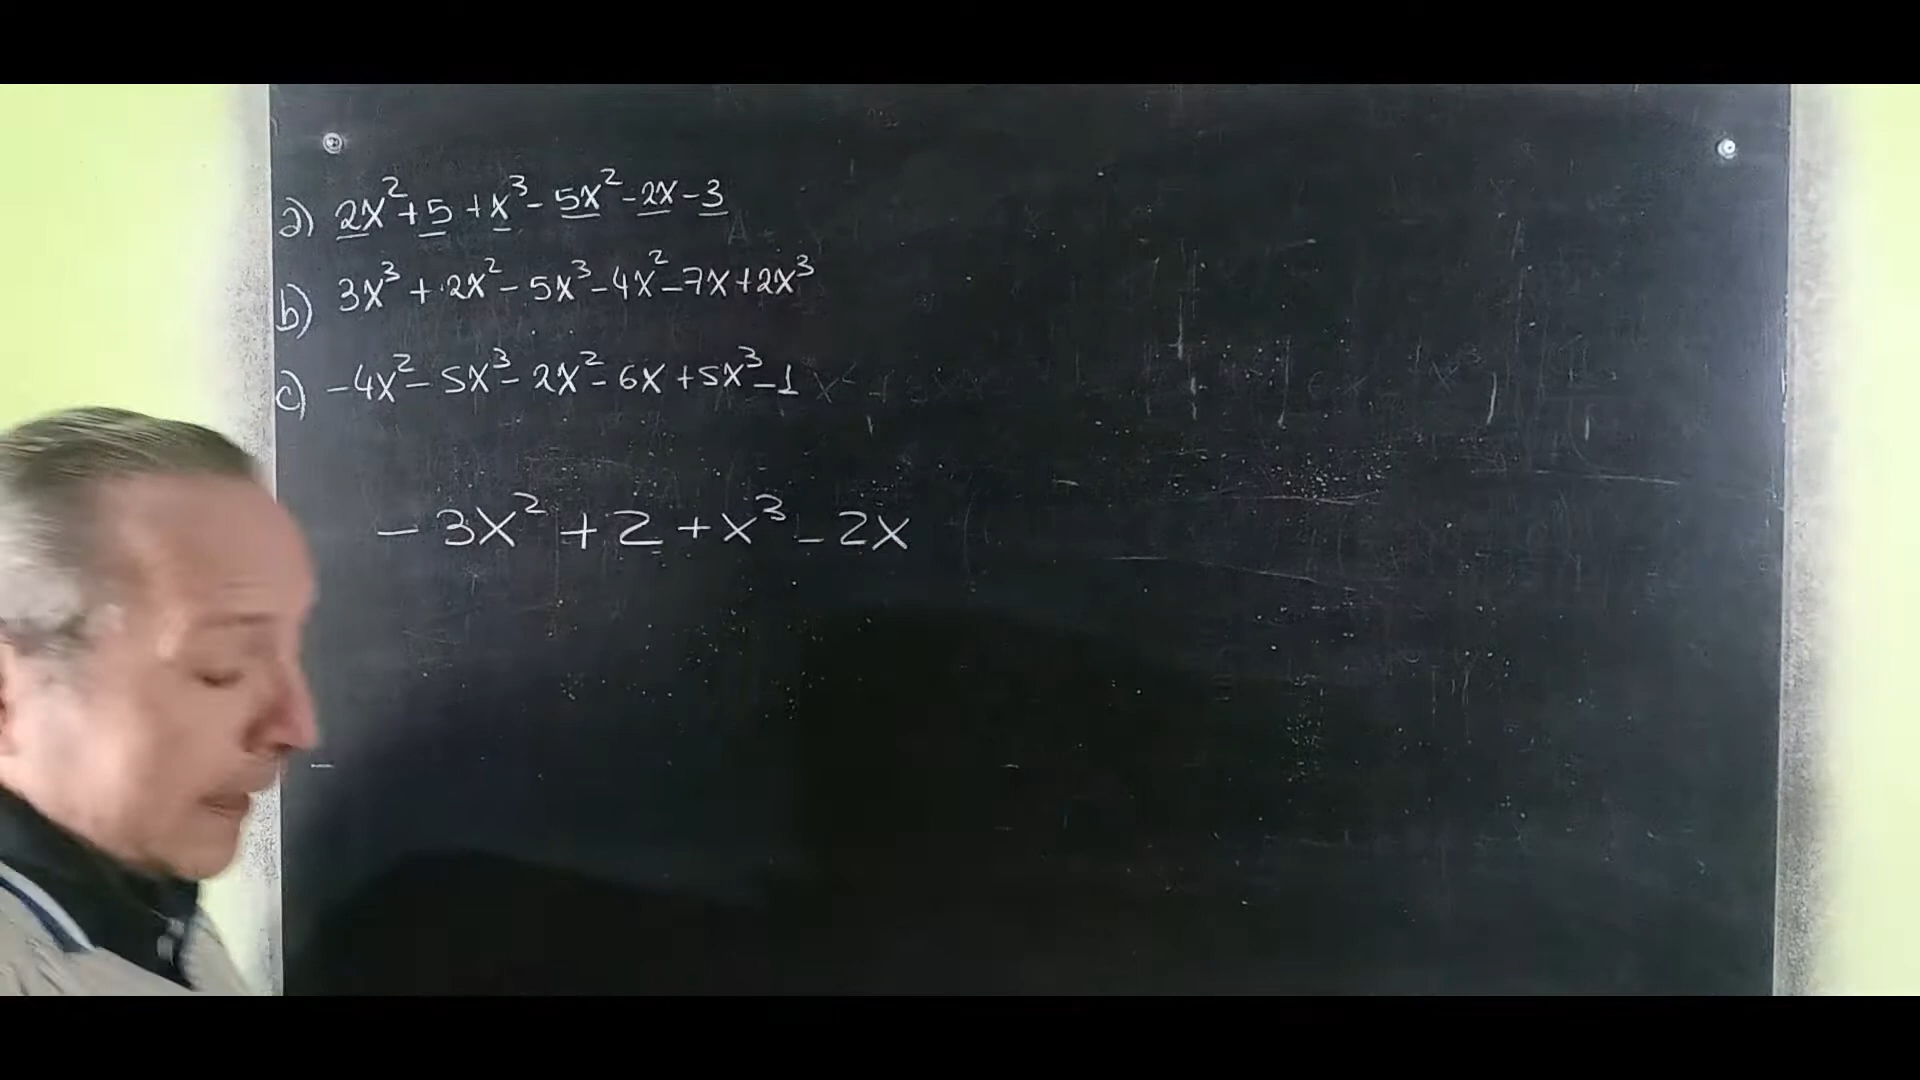 a) 2x² + 5 + x³ - 5x² - 2x - 3
b) 3x³ + 2x² - 5x³ - 4x² - 7x + 2x³
c) -4x² - 5x³ - 2x² - 6x + 5x³ - 1
- 3x² + 2 + x³ - 2x